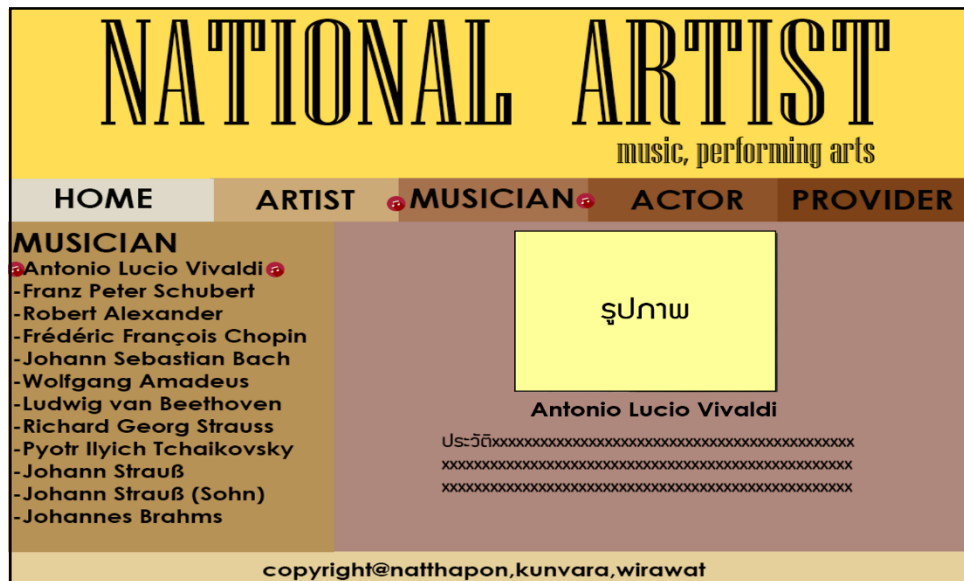 NATIONAL ARTIST
music, performing arts
HOME ARTIST MUSICIAN ACTOR PROVIDER
MUSICIAN
Antonio Lucio Vivaldi
-Franz Peter Schubert
-Robert Alexander
-Frédéric François Chopin
-Johann Sebastian Bach
-Wolfgang Amadeus
-Ludwig van Beethoven
-Richard Georg Strauss
-Pyotr Ilyich Tchaikovsky
-Johann Strauß
-Johann Strauß (Sohn)
-Johannes Brahms
รูปภาพ
Antonio Lucio Vivaldi
ประวัติxxxxxxxxxxxxxxxxxxxxxxxxxxxxxxxxxxxxxxxxxxxxx
xxxxxxxxxxxxxxxxxxxxxxxxxxxxxxxxxxxxxxxxxxxxxxxxxxx
xxxxxxxxxxxxxxxxxxxxxxxxxxxxxxxxxxxxxxxxxxxxxxxxxxx
copyright@natthapon,kunvara,wirawat